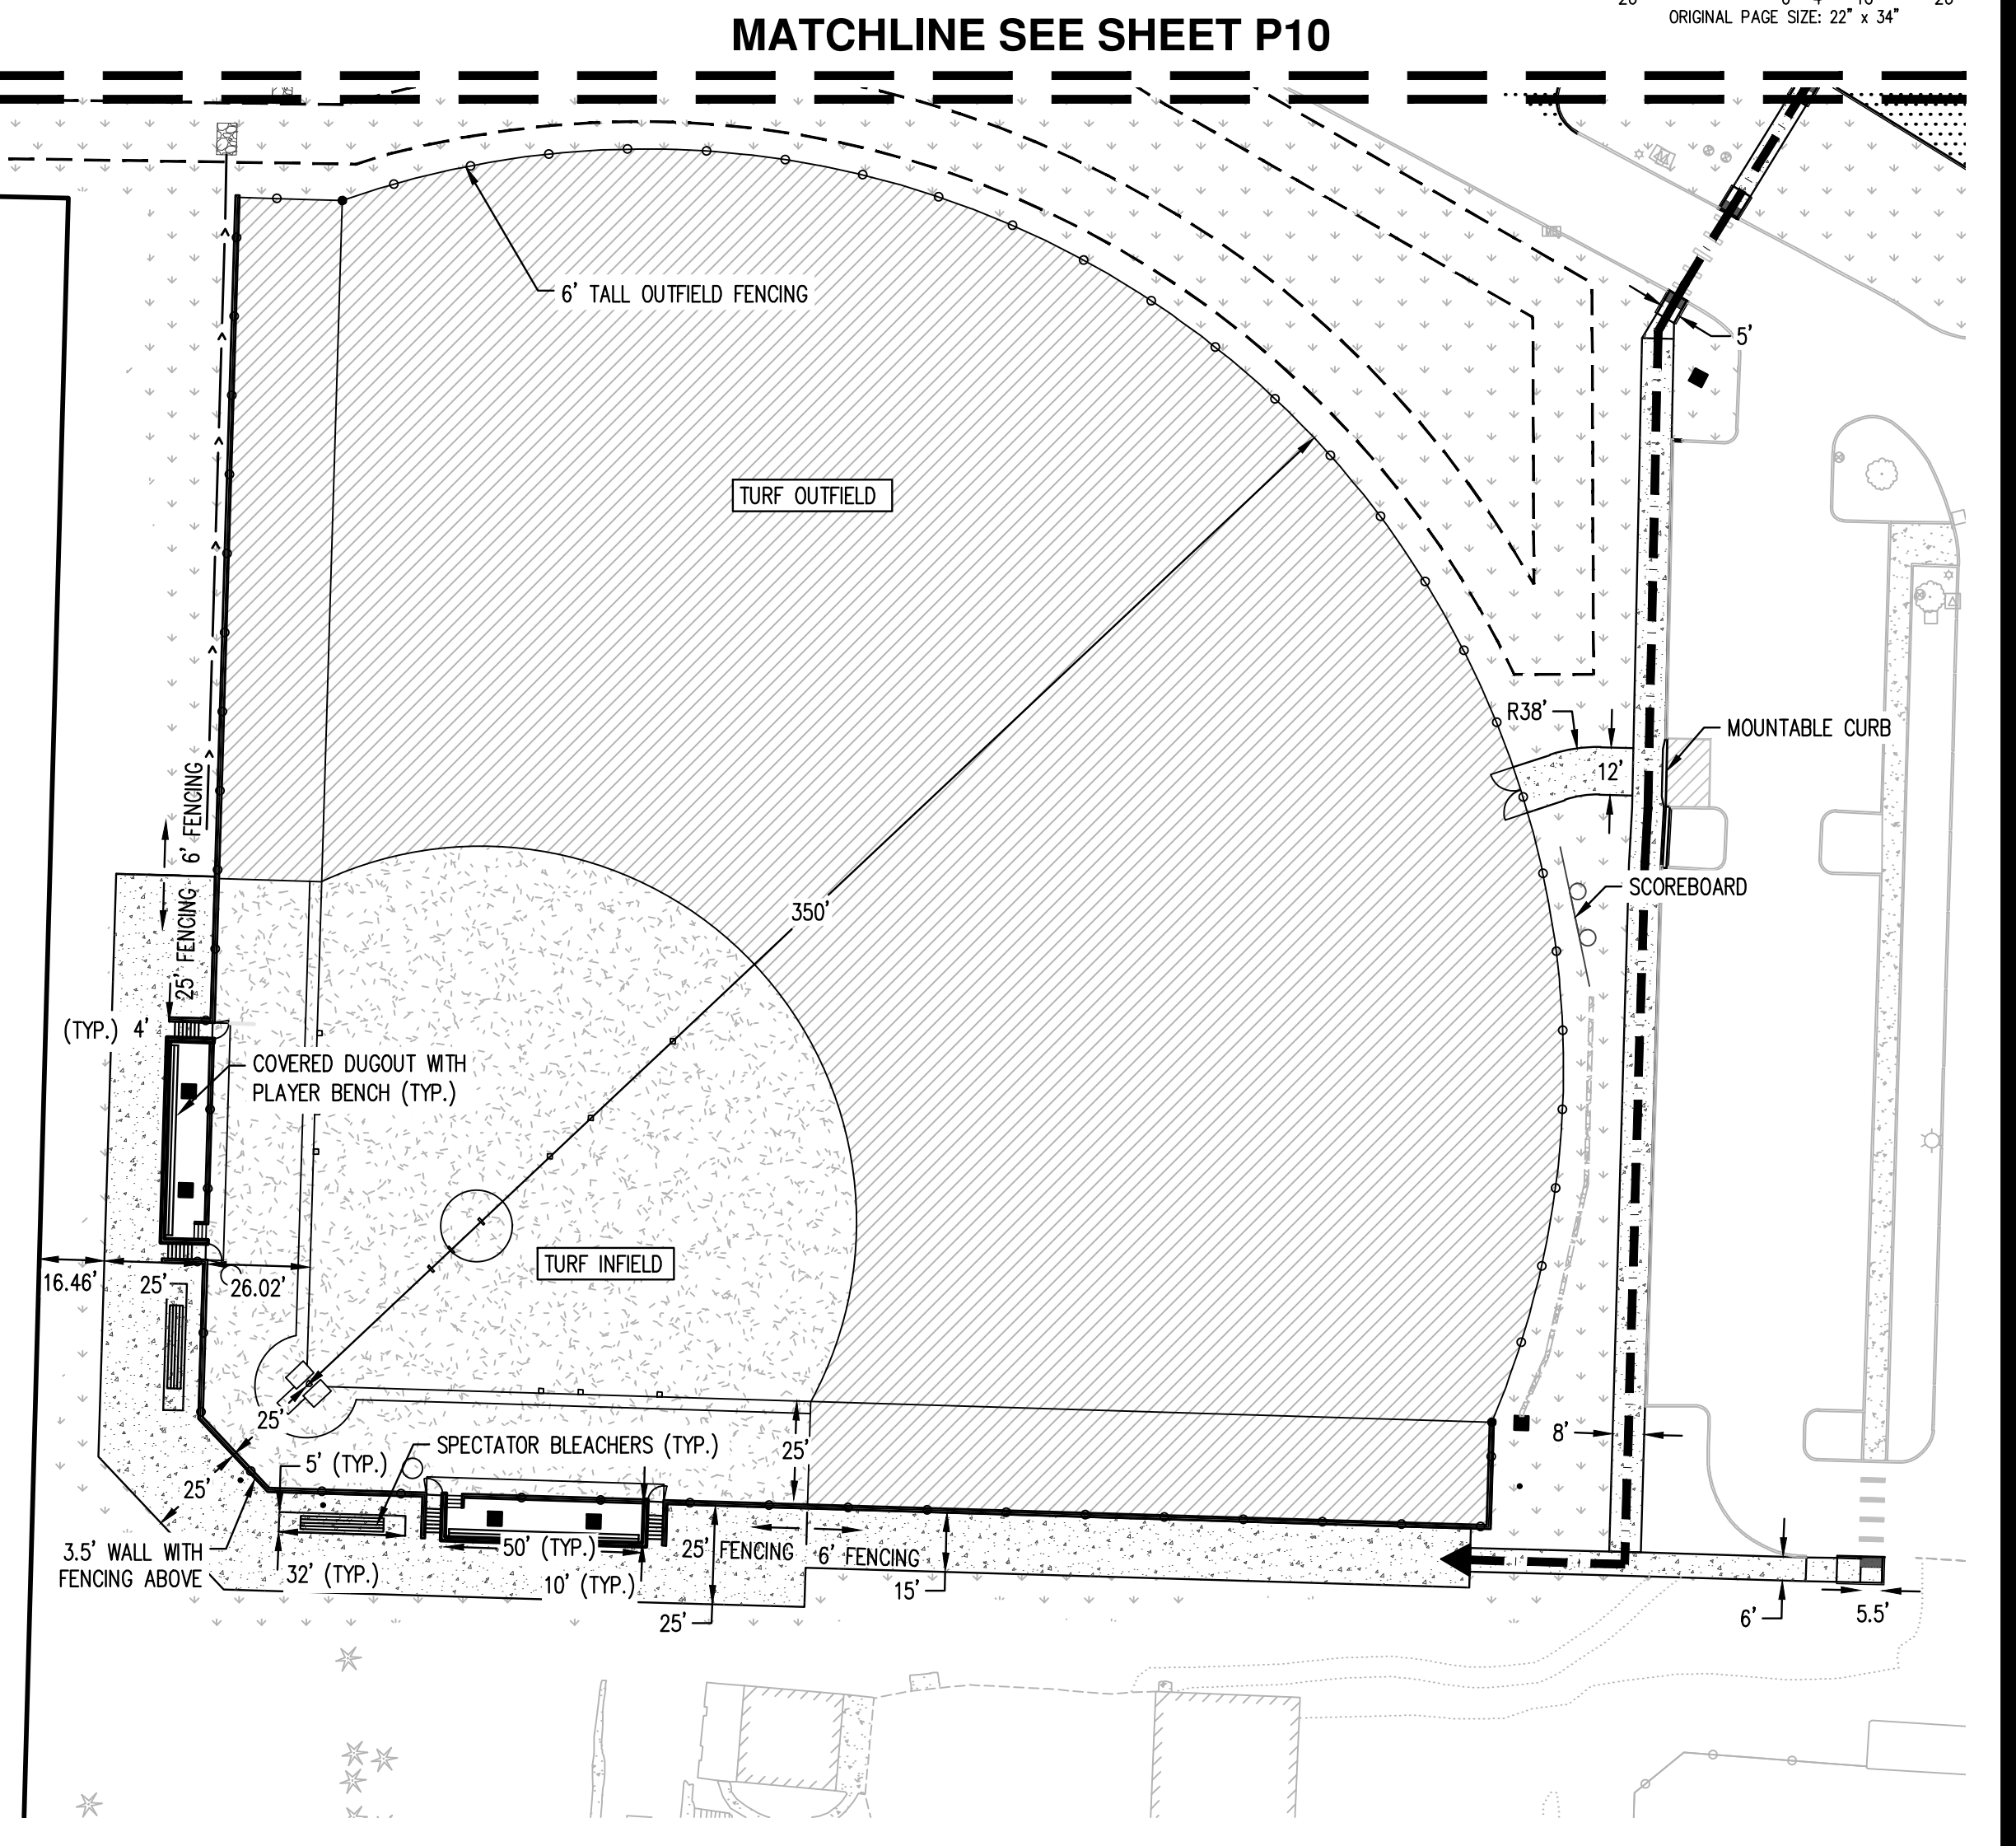 ORIGINAL PAGE SIZE: 22" x 34"
MATCHLINE SEE SHEET P10
6' TALL OUTFIELD FENCING
5'
TURF OUTFIELD
R38'
MOUNTABLE CURB
12'
6' FENCING
SCOREBOARD
350'
25' FENCING
(TYP.) 4'
COVERED DUGOUT WITH
PLAYER BENCH (TYP.)
TURF INFIELD
16.46'
25'
26.02'
25'
SPECTATOR BLEACHERS (TYP.)
25'
8'
5' (TYP.)
25'
3.5' WALL WITH
FENCING ABOVE
50' (TYP.)
25' FENCING
6' FENCING
32' (TYP.)
10' (TYP.)
15'
25'
6'
5.5'